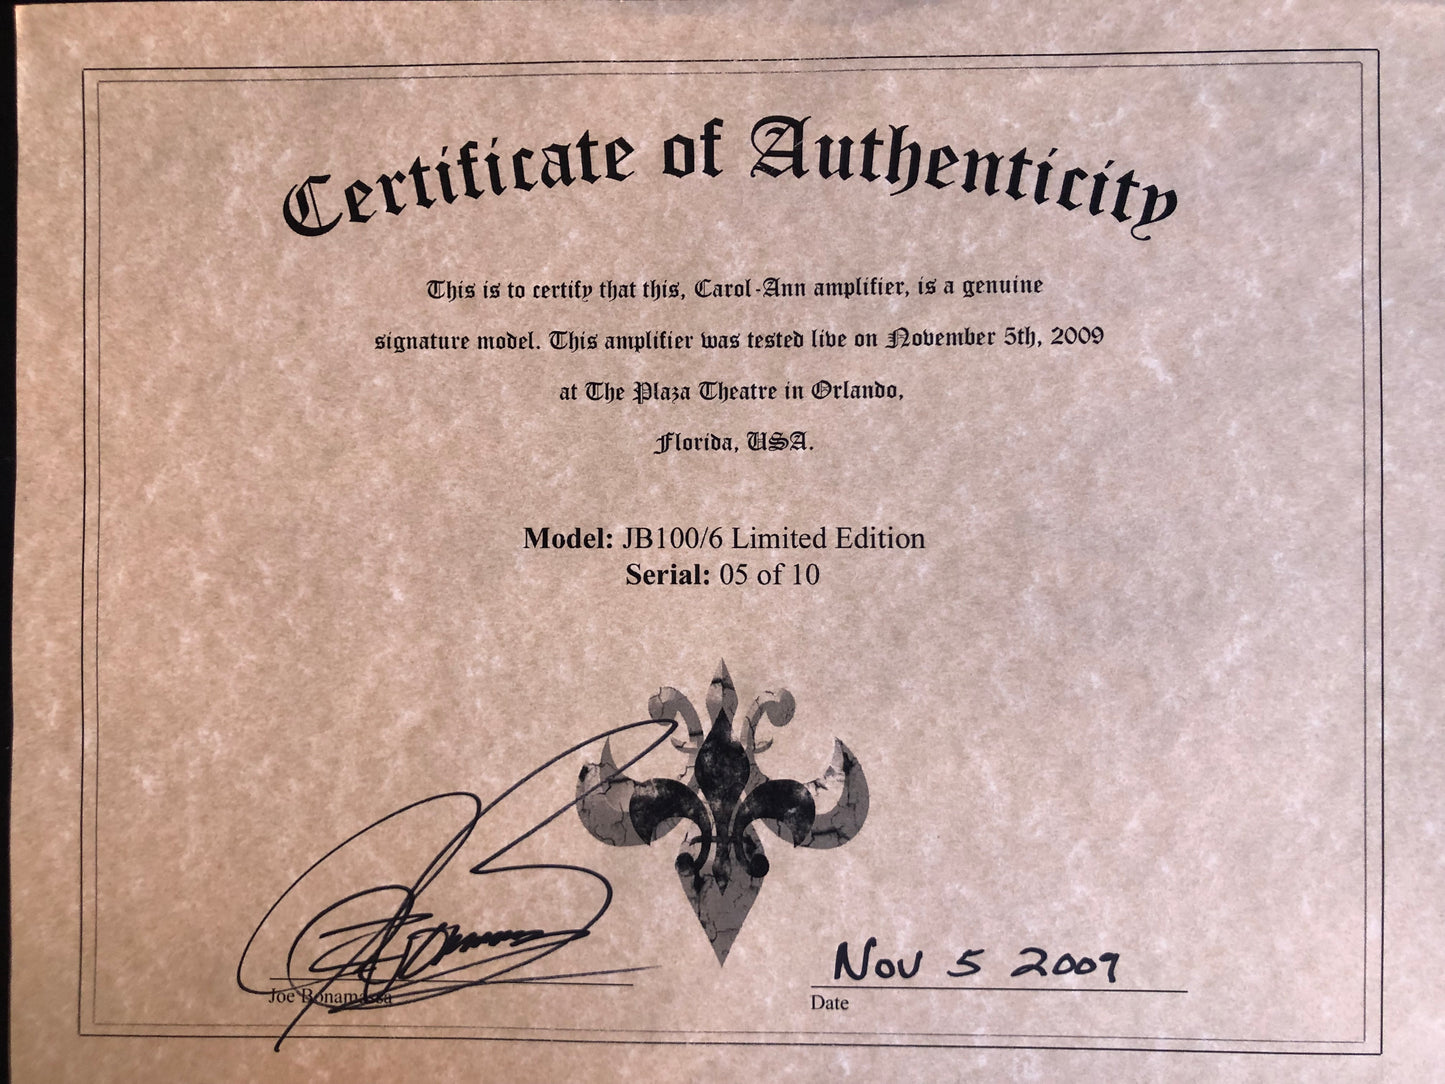 Certificate of Authenticity
This is to certify that this, Carol-Ann amplifier, is a genuine
signature model. This amplifier was tested live on November 5th, 2009
at The Plaza Theatre in Orlando,
Florida, USA.
Model: JB100/6 Limited Edition
Serial: 05 of 10
Nov 5 2009
Joe Bonamassa
Date